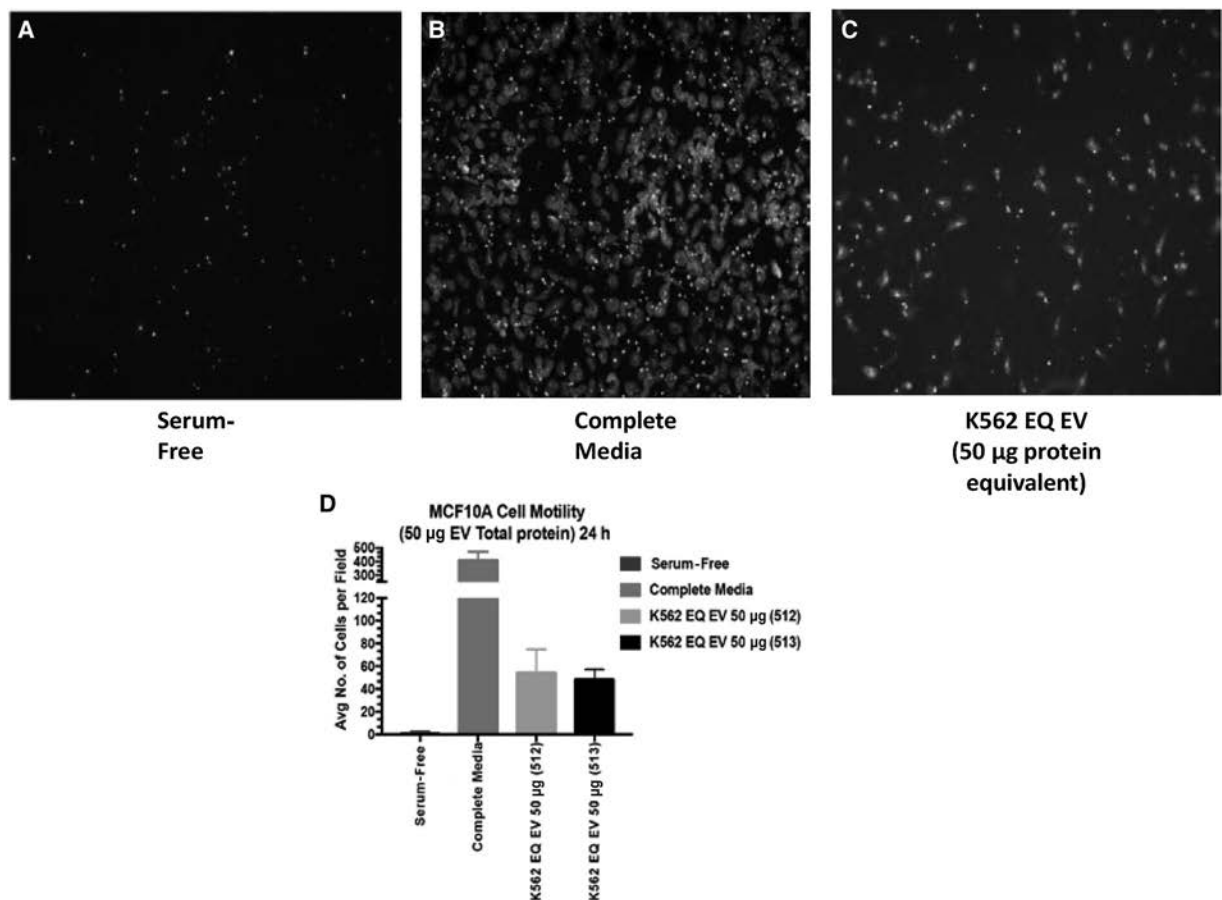 A
B
C
Serum-
Free
Complete
Media
K562 EQ EV
(50 µg protein
equivalent)
D
MCF10A Cell Motility
(50 µg EV Total protein) 24 h
Avg No. of Cells per Field
500
400
300
120
100
80
60
40
20
0
Serum-Free
Complete Media
K562 EQ EV 50 µg (512)
K562 EQ EV 50 µg (513)
Serum-Free
Complete Media
K562 EQ EV 50 µg (512)
K562 EQ EV 50 µg (513)